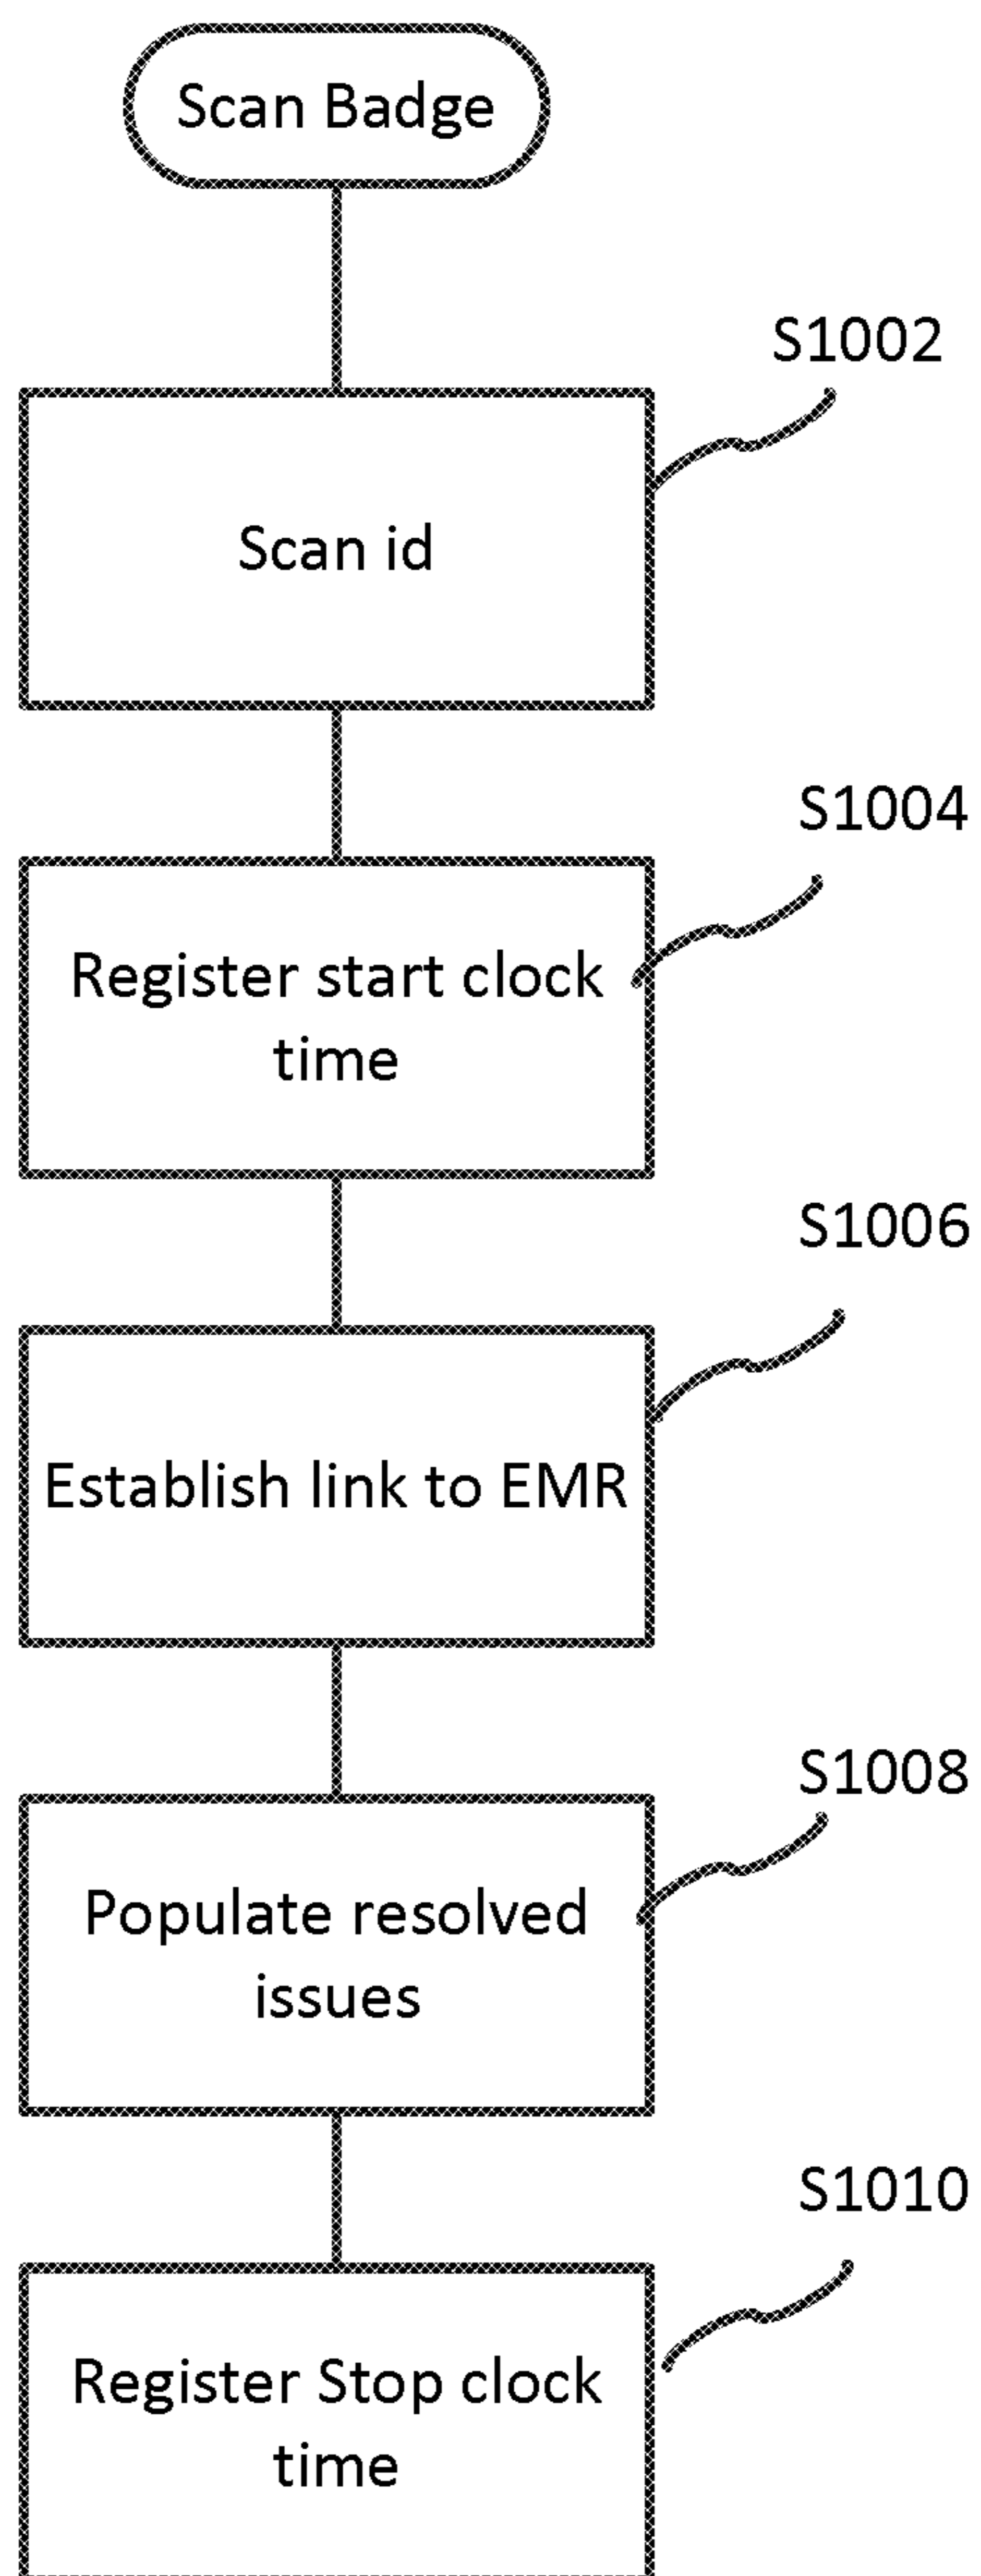 Scan Badge
S1002
Scan id
S1004
Register start clock
time
S1006
Establish link to EMR
S1008
Populate resolved
issues
S1010
Register Stop clock
time